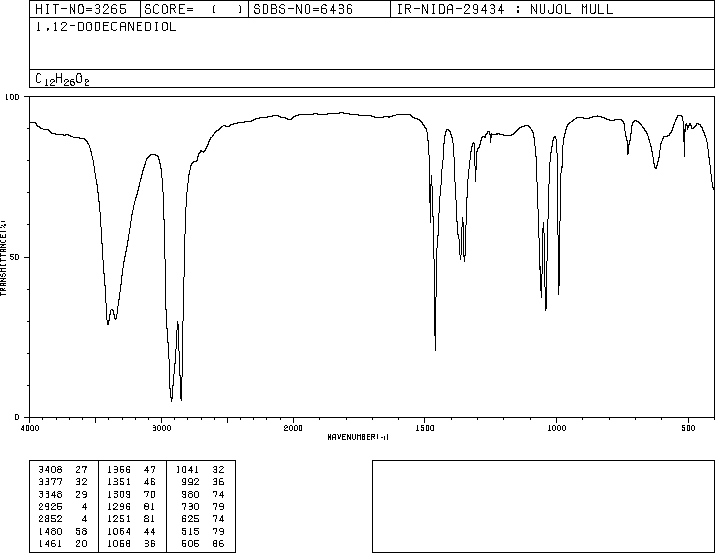 HIT-NO=3265 SCORE= ( ) SDBS-NO=6436 IR-NIDA-29434 : NUJOL MULL
1,12-DODECANEDIOL
C12H26O2
100
50
0
TRANSMITTANCE(%)
4000 3000 2000 1500 1000 500
WAVENUMBER(-1)
3408 27 1366 47 1041 32
3377 32 1351 46 992 36
3348 29 1309 70 980 74
2925 4 1296 81 730 79
2852 4 1251 81 625 74
1480 58 1064 44 515 79
1461 20 1058 36 505 86